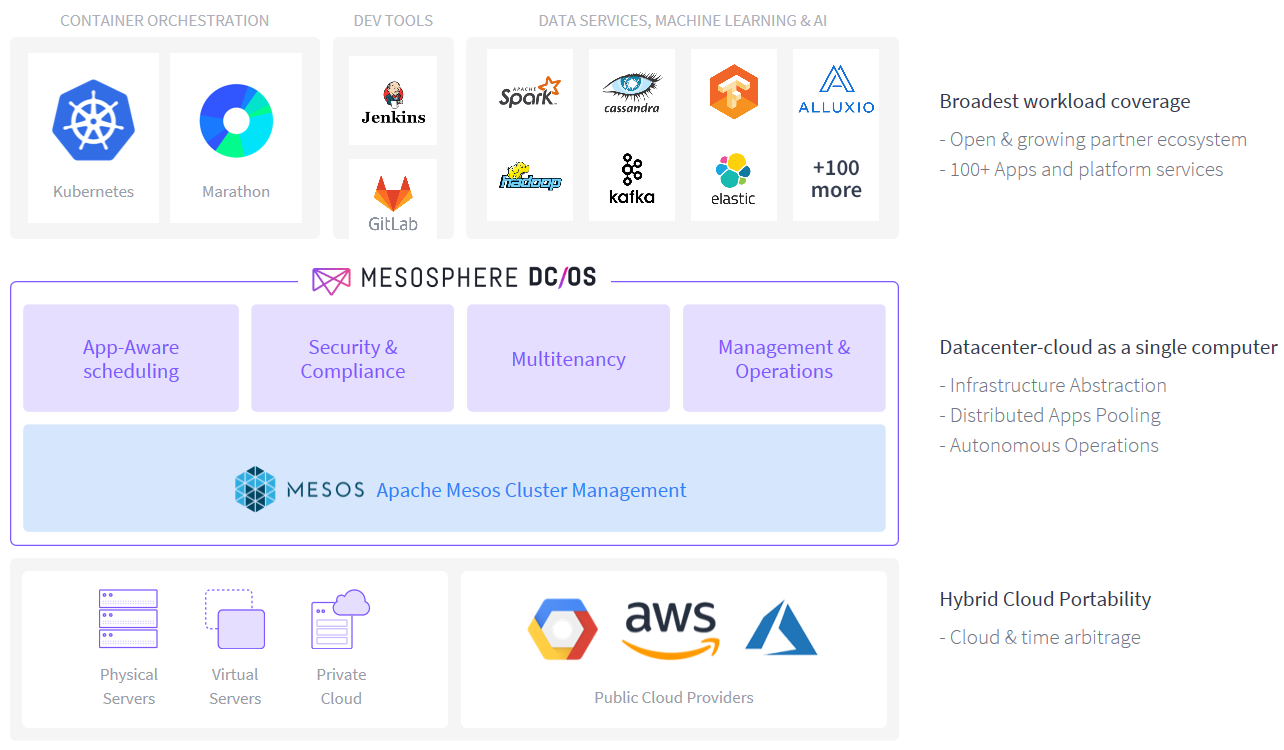 CONTAINER ORCHESTRATION
DEV TOOLS
DATA SERVICES, MACHINE LEARNING & AI
Kubernetes
Marathon
Jenkins
GitLab
APACHE
Spark™
cassandra
ALLUXIO
hadoop
kafka
elastic
+100
more
Broadest workload coverage
- Open & growing partner ecosystem
- 100+ Apps and platform services
MESOSPHERE DC/OS
App-Aware
scheduling
Security &
Compliance
Multitenancy
Management &
Operations
MESOS Apache Mesos Cluster Management
Datacenter-cloud as a single computer
- Infrastructure Abstraction
- Distributed Apps Pooling
- Autonomous Operations
Physical
Servers
Virtual
Servers
Private
Cloud
aws
Public Cloud Providers
Hybrid Cloud Portability
- Cloud & time arbitrage